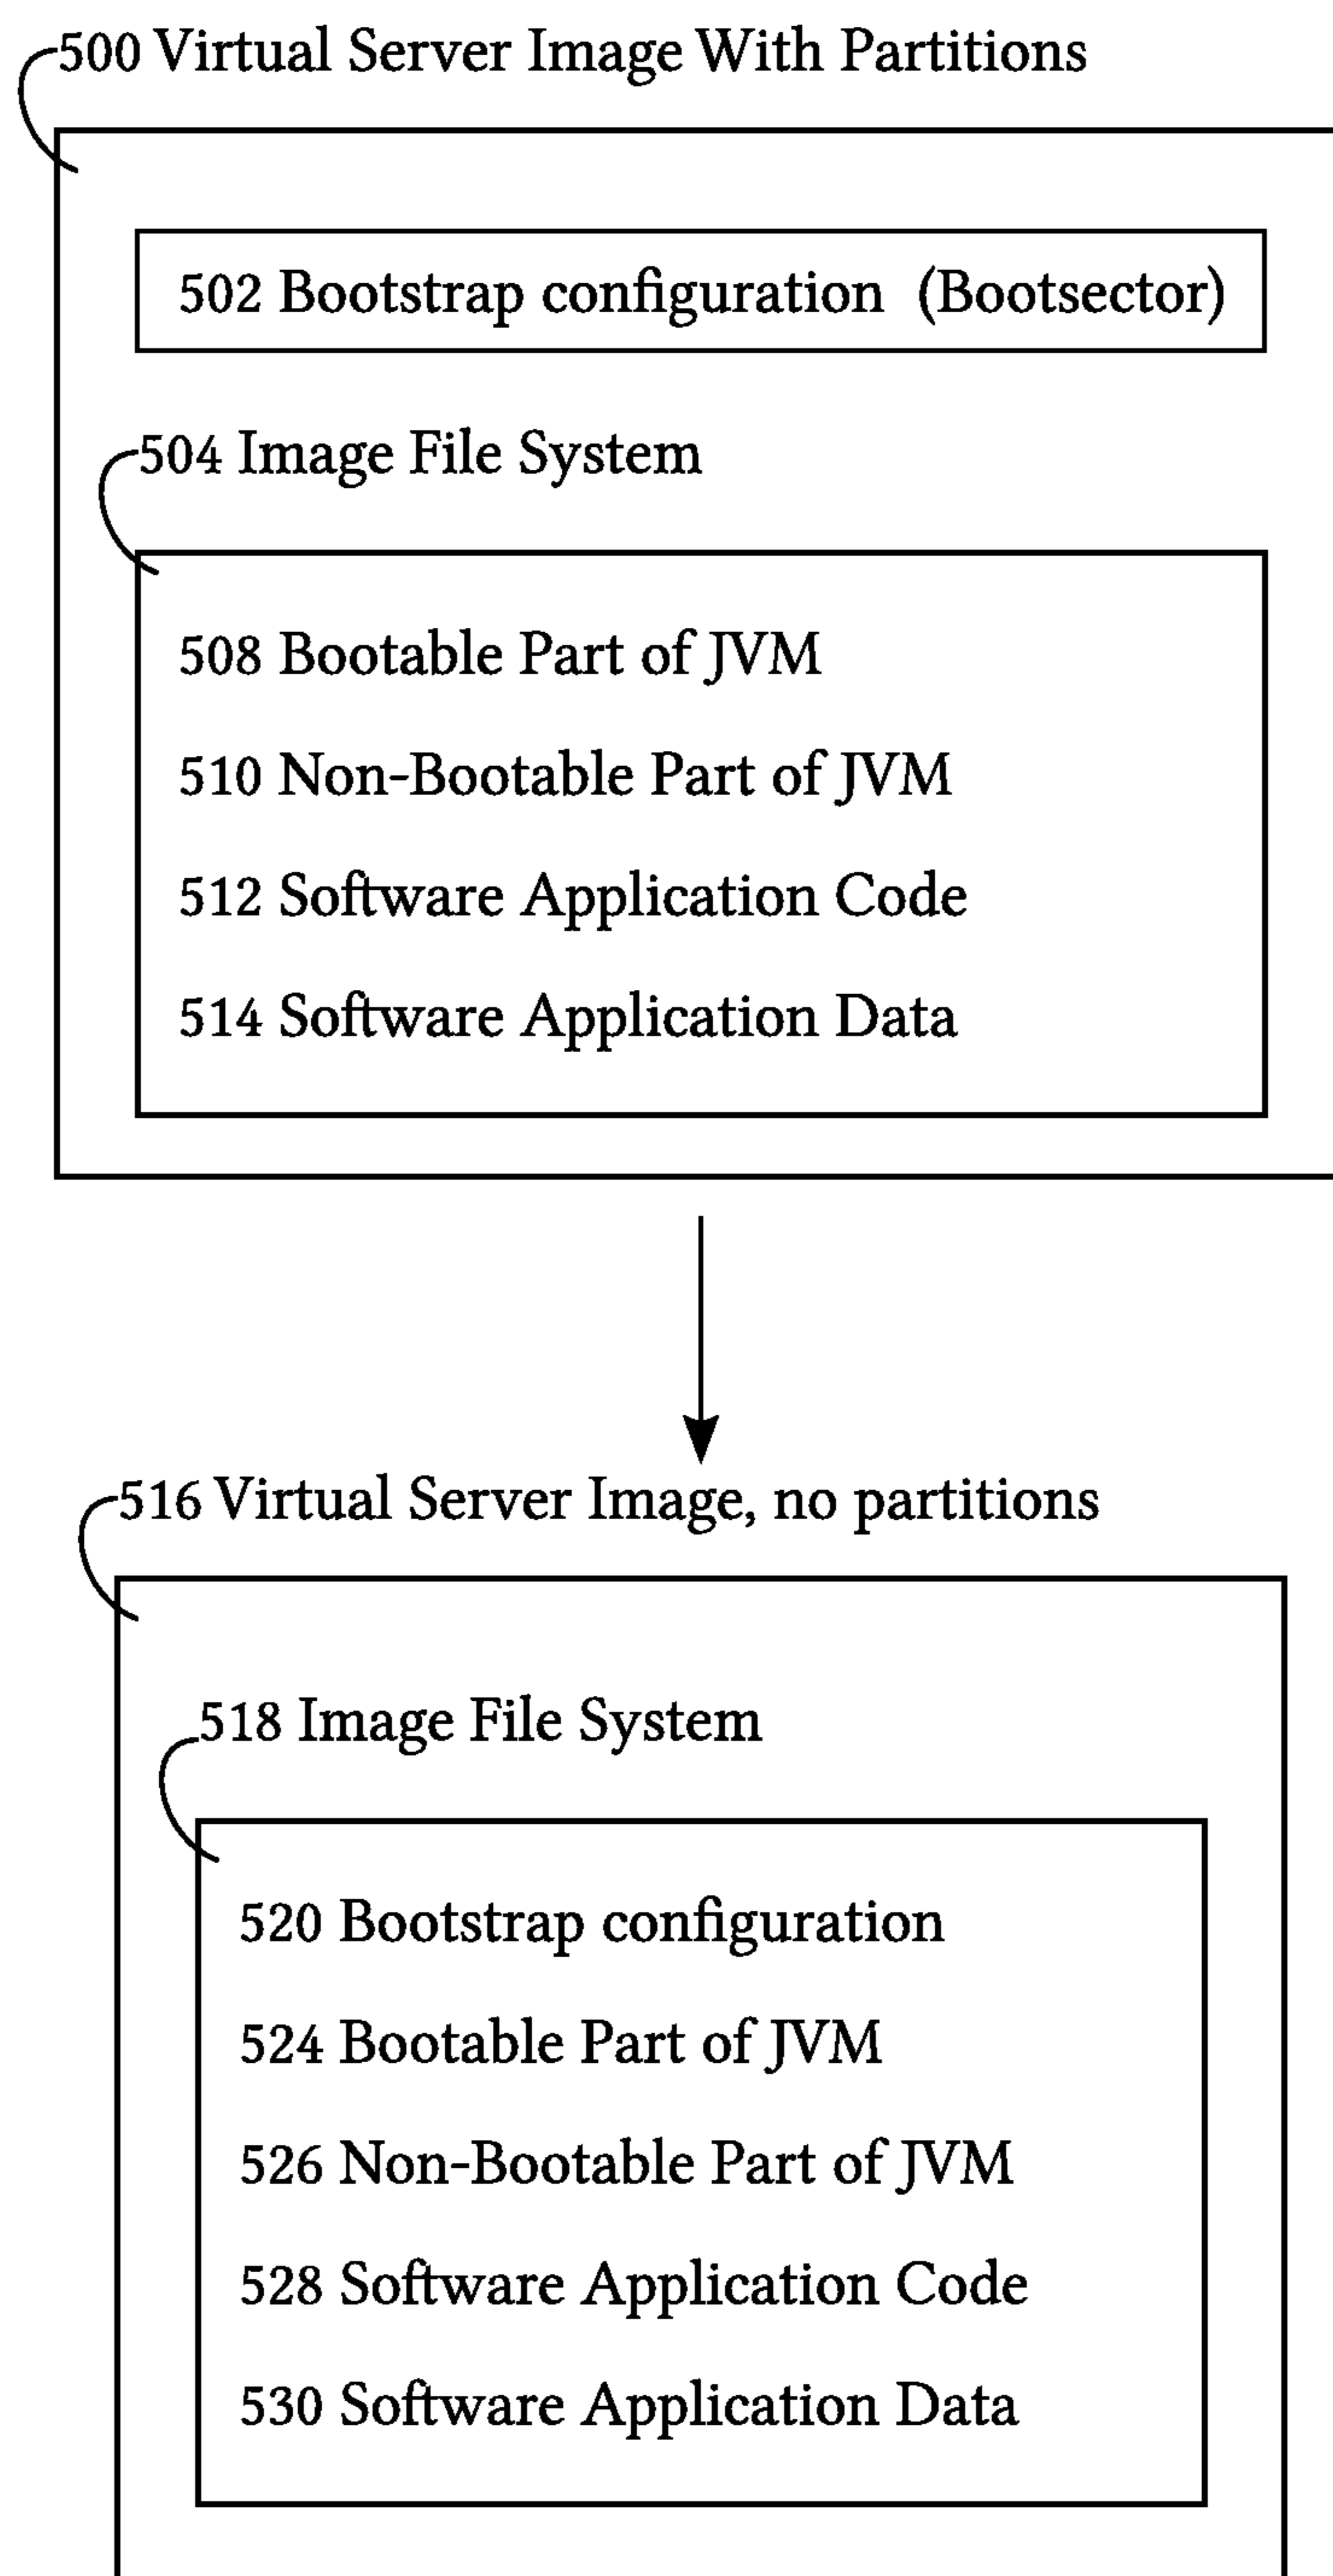 500 Virtual Server Image With Partitions
502 Bootstrap configuration (Bootsector)
504 Image File System
508 Bootable Part of JVM
510 Non-Bootable Part of JVM
512 Software Application Code
514 Software Application Data
516 Virtual Server Image, no partitions
518 Image File System
520 Bootstrap configuration
524 Bootable Part of JVM
526 Non-Bootable Part of JVM
528 Software Application Code
530 Software Application Data